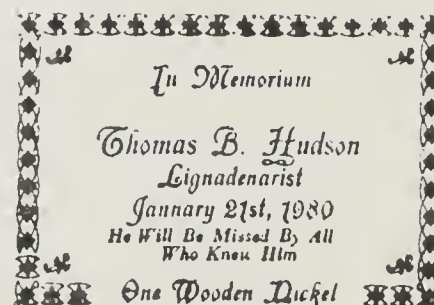 In Memorium
Thomas B. Hudson
Lignadenarist
January 21st, 1980
He Will Be Missed By All
Who Knew Him
One Wooden Nickel